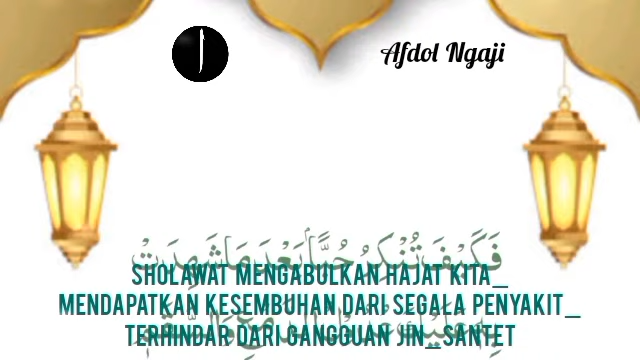 Afdol Ngaji
فَكَيْفَ تُنْكِرُ حُبًّا بَعْدَ مَا شَهِدَتْ
SHOLAWAT MENGABULKAN HAJAT KITA_
MENDAPATKAN KESEMBUHAN DARI SEGALA PENYAKIT_
TERHINDAR DARI GANGGUAN JIN_SANTET